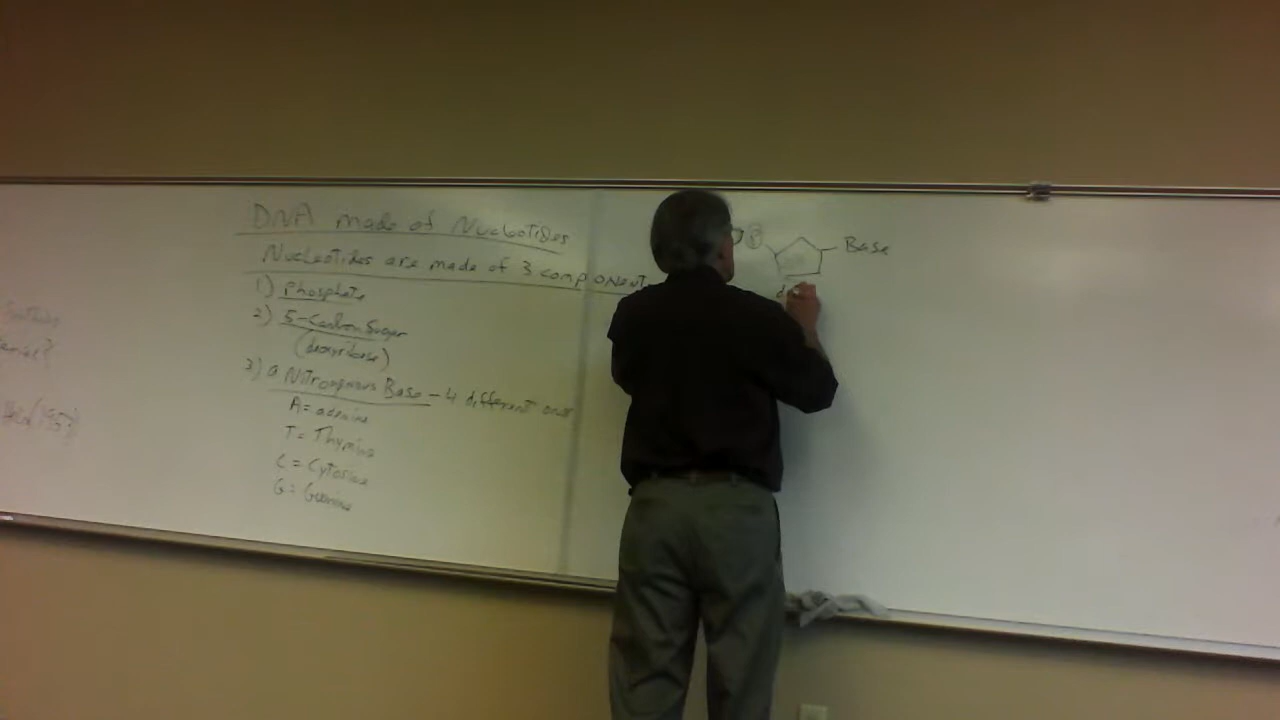 DNA made of Nucleotides
Nucleotides are made of 3 component
1) Phosphate
2) 5-Carbon Sugar
(deoxyribose)
3) a Nitrogenous Base - 4 different ones
A = adenine
T = Thymine
C = Cytosine
G = Guanine
P
Base
d